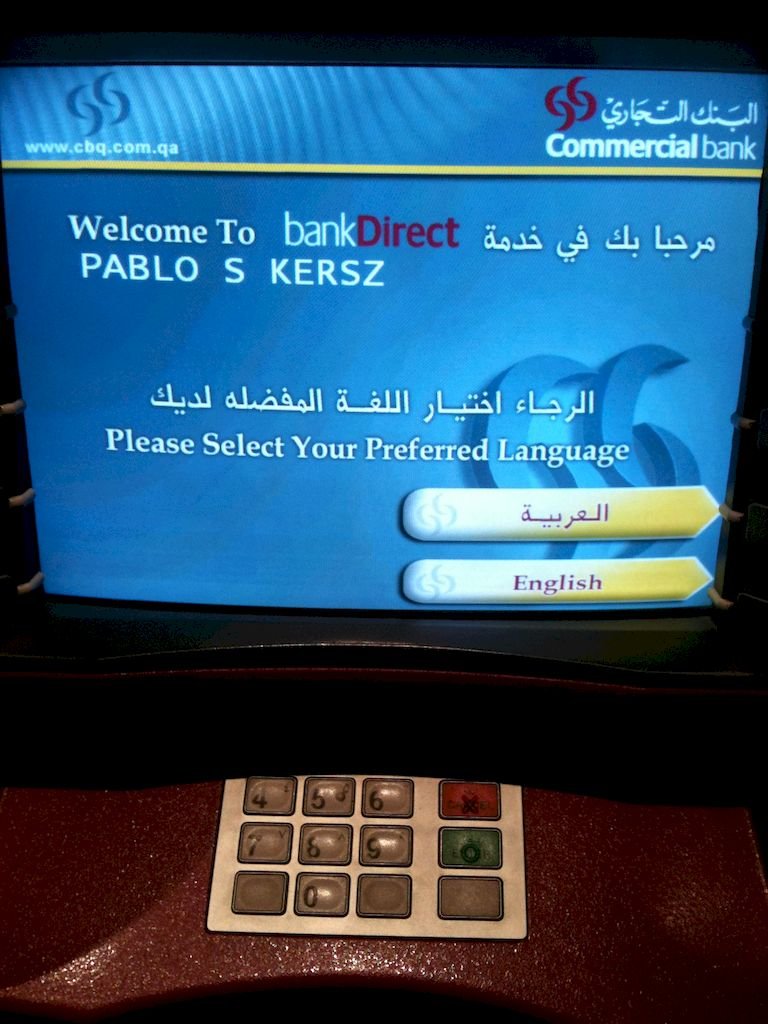 www.cbq.com.qa
البنك التجاري
Commercial bank
Welcome To bankDirect مرحبا بك في خدمة
PABLO S KERSZ
الرجاء اختيار اللغة المفضله لديك
Please Select Your Preferred Language
العربية
English
4 5 6
7 8 9
0